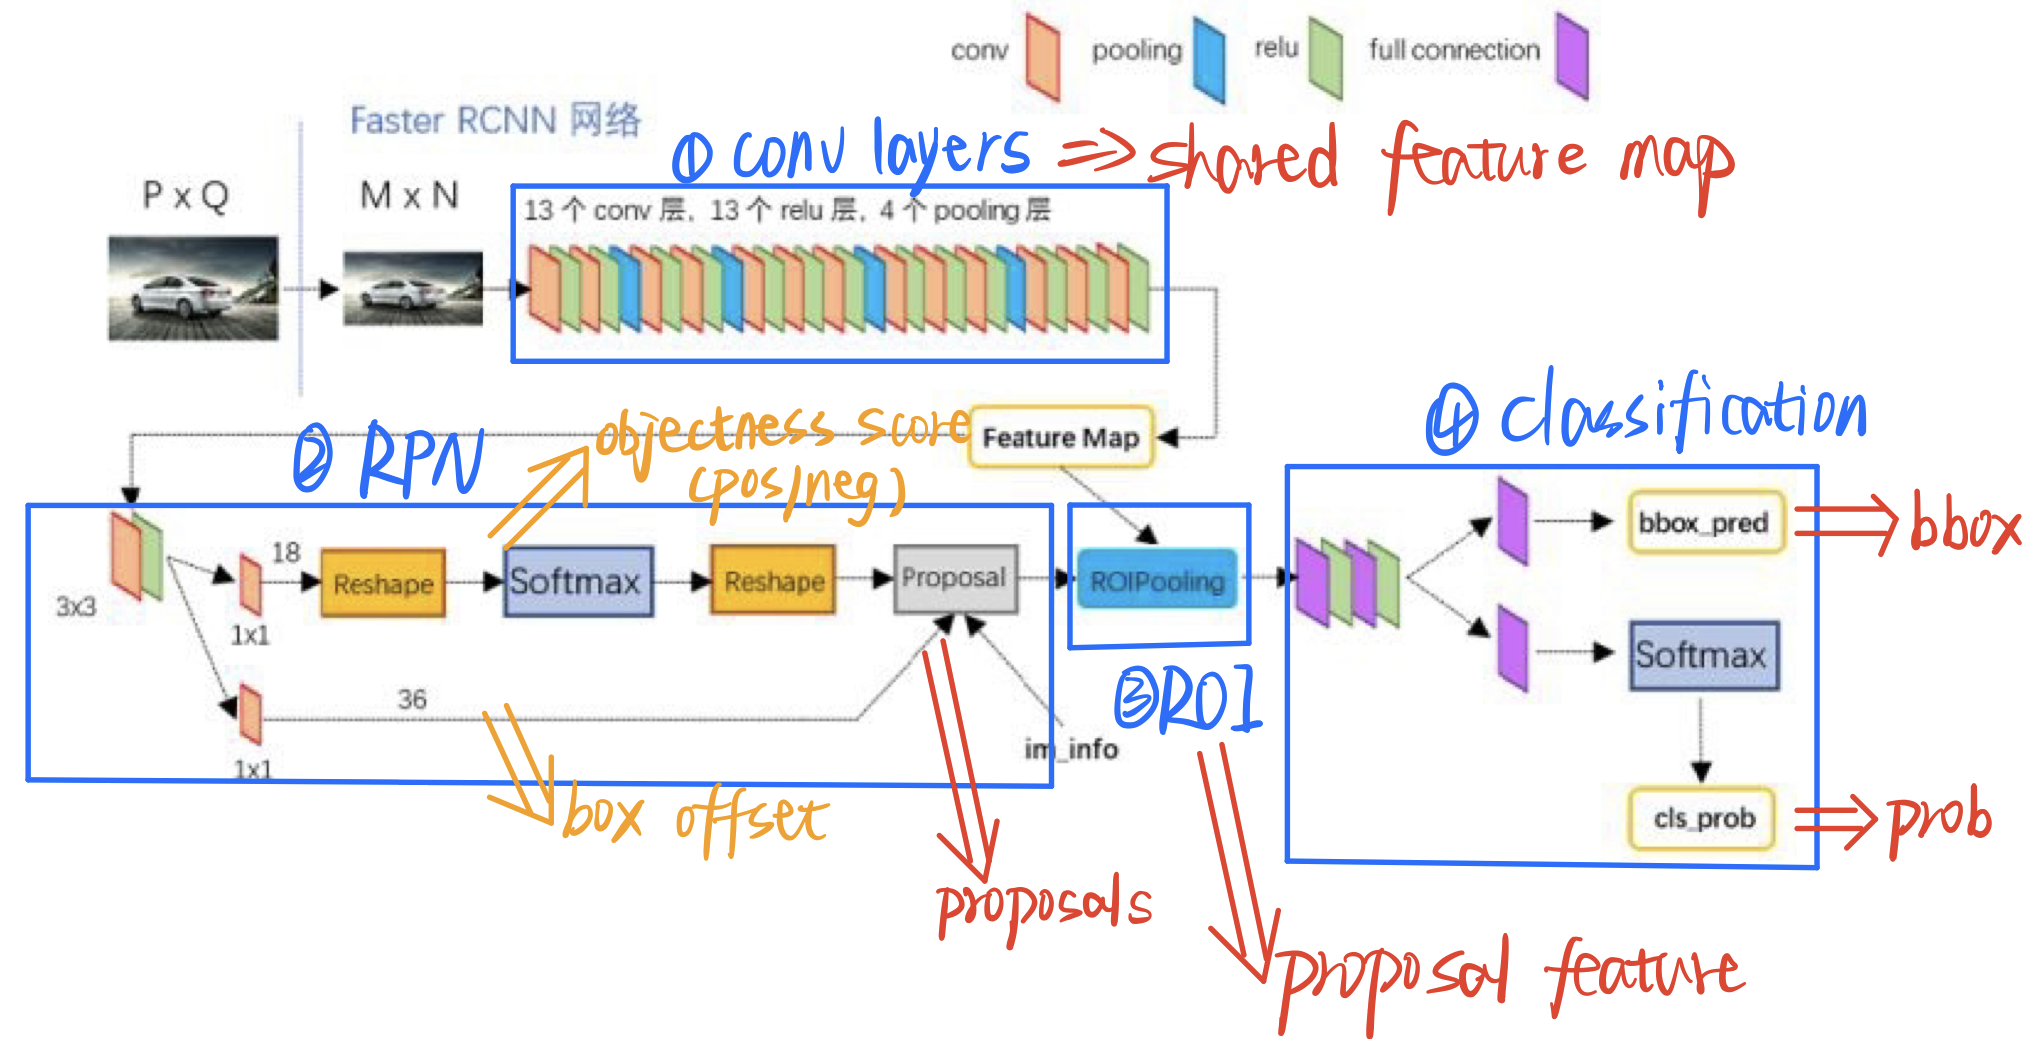 conv pooling relu full connection
Faster RCNN 网络
① conv layers ⇒ shared feature map
P x Q
M x N
13 个 conv 层, 13 个 relu 层, 4 个 pooling 层
Feature Map
② RPN
objectness score
(pos/neg)
④ classification
3x3
1x1
18
Reshape
Softmax
Reshape
Proposal
ROIPooling
bbox_pred
bbox
36
1x1
im_info
③ ROI
Softmax
cls_prob
prob
box offset
proposals
proposal feature